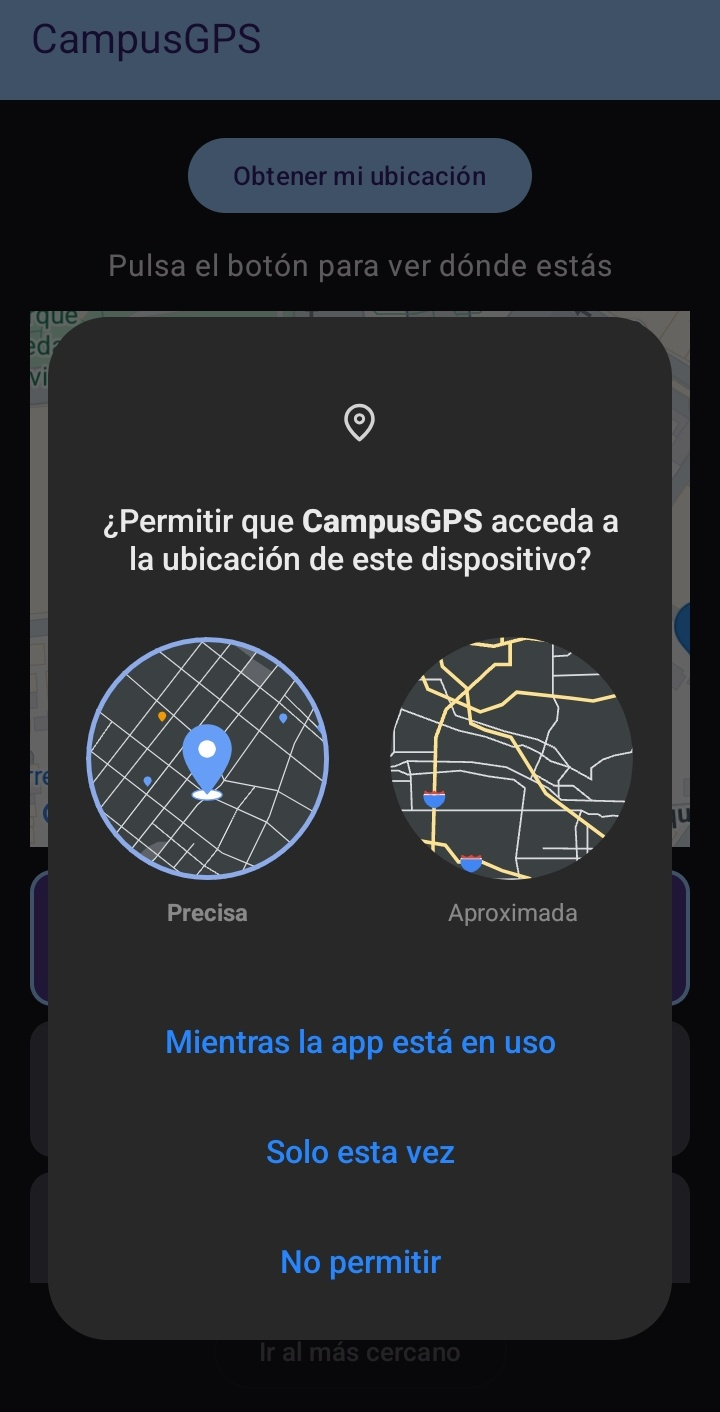 CampusGPS
Obtener mi ubicación
Pulsa el botón para ver dónde estás
que
¿Permitir que CampusGPS acceda a
la ubicación de este dispositivo?
Precisa
Aproximada
Mientras la app está en uso
Solo esta vez
No permitir
Ir al más cercano